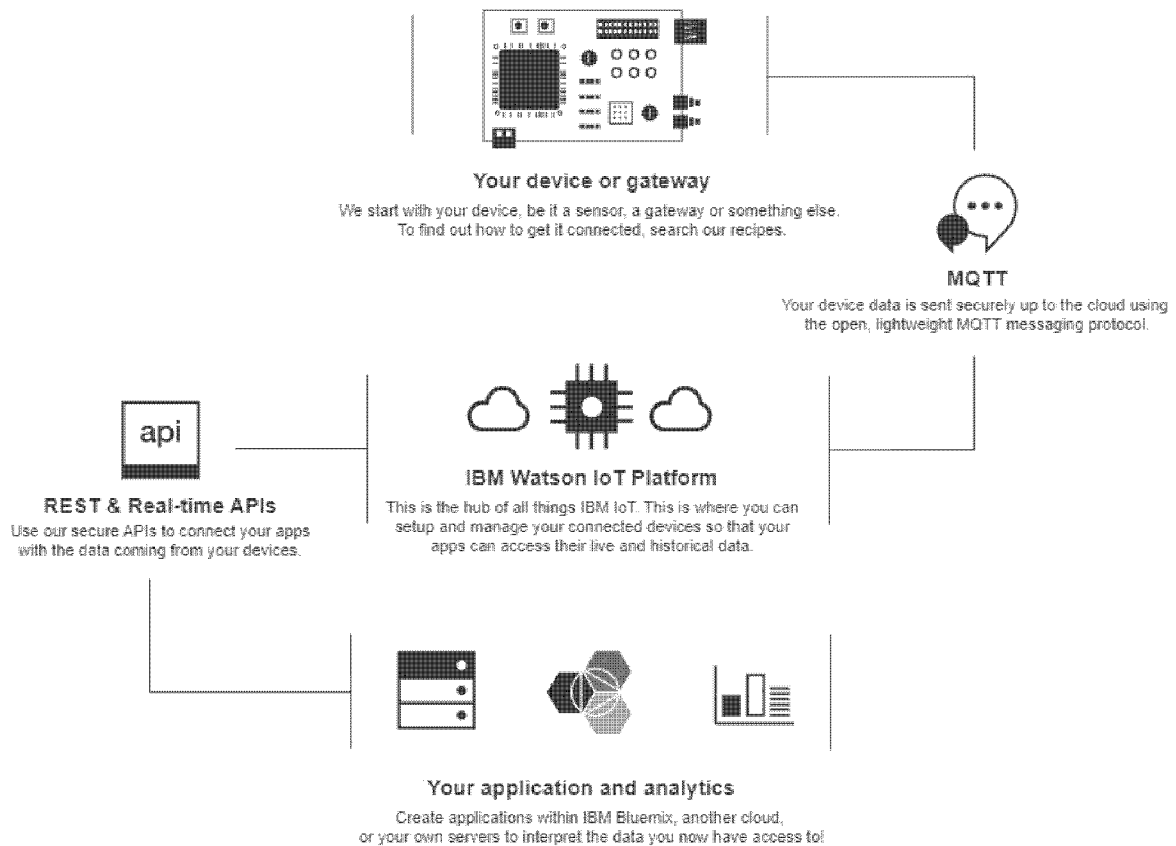 Your device or gateway
We start with your device, be it a sensor, a gateway or something else.
To find out how to get it connected, search our recipes.
MQTT
Your device data is sent securely up to the cloud using
the open, lightweight MQTT messaging protocol.
api
REST & Real-time APIs
Use our secure APIs to connect your apps
with the data coming from your devices.
IBM Watson IoT Platform
This is the hub of all things IBM IoT. This is where you can
setup and manage your connected devices so that your
apps can access their live and historical data.
Your application and analytics
Create applications within IBM Bluemix, another cloud,
or your own servers to interpret the data you now have access to!